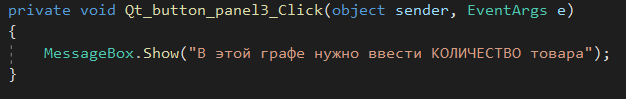 private void Qt_button_panel3_Click(object sender, EventArgs e)
{
MessageBox.Show("В этой графе нужно ввести КОЛИЧЕСТВО товара");
}